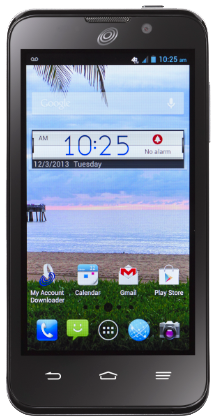 10:25 am
Google
AM
10:25
No alarm
12/3/2013 Tuesday
My Account
Downloader
Calendar
Gmail
Play Store